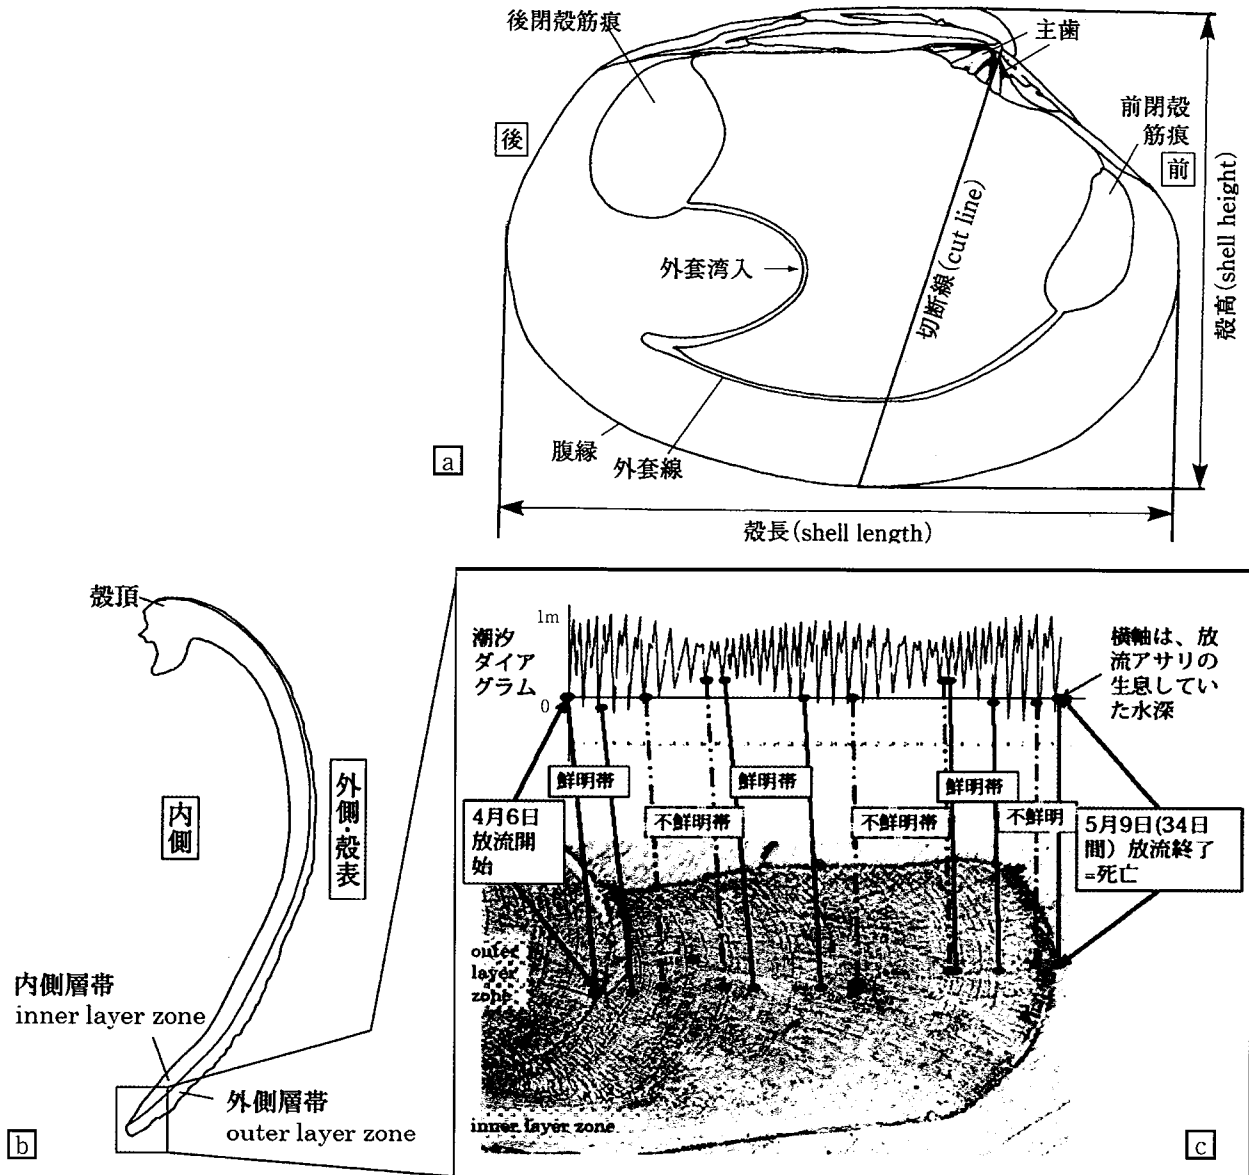 後閉殻筋痕
主歯
前閉殻
筋痕
後
前
外套湾入
切断線(cut line)
殻高(shell height)
腹縁
外套線
a
殻長(shell length)
殻頂
内側
外側・殻表
内側層帯
inner layer zone
外側層帯
outer layer zone
b
潮汐
ダイア
グラム
1m
0
横軸は、放
流アサリの
生息してい
た水深
鮮明帯
鮮明帯
鮮明帯
不鮮明帯
不鮮明帯
不鮮明
4月6日
放流開
始
5月9日(34日
間）放流終了
=死亡
outer
layer
zone
inner layer zone
c